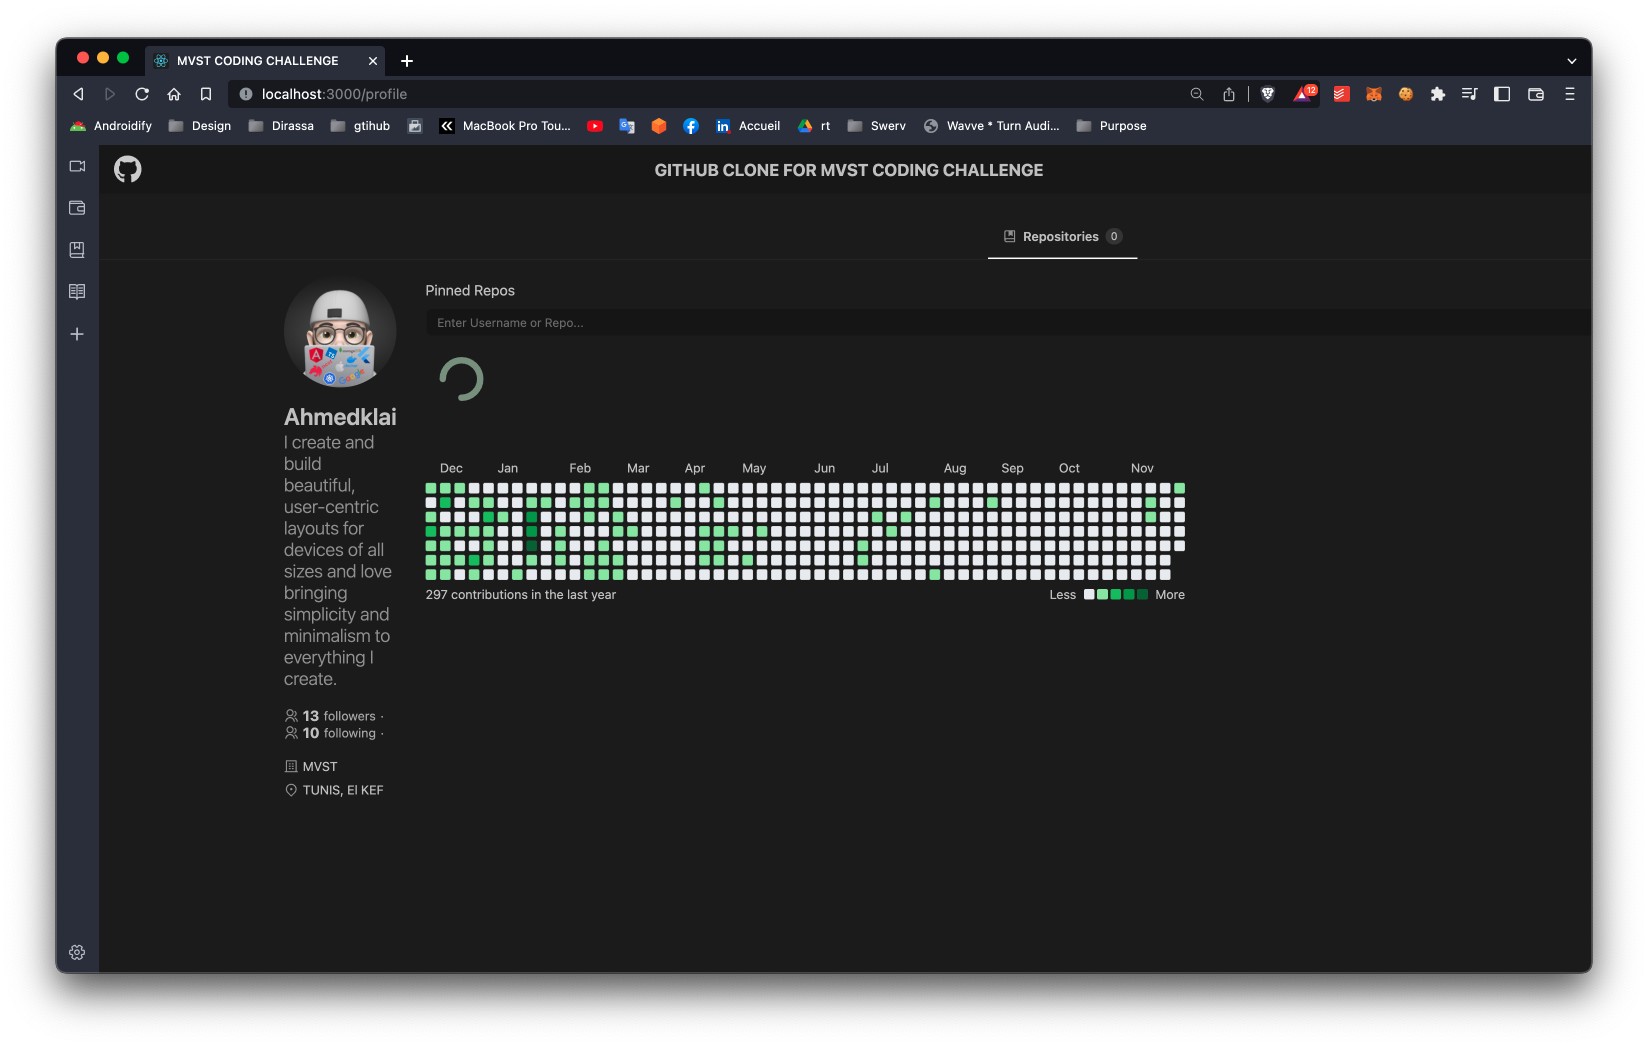 MVST CODING CHALLENGE
localhost:3000/profile
12
Androidify Design Dirassa gtihub MacBook Pro Tou... Accueil rt Swerv Wavve * Turn Audi... Purpose
GITHUB CLONE FOR MVST CODING CHALLENGE
Repositories 0
Pinned Repos
Enter Username or Repo...
Ahmedklai
I create and
build
beautiful,
user-centric
layouts for
devices of all
sizes and love
bringing
simplicity and
minimalism to
everything I
create.
13 followers ·
10 following ·
MVST
TUNIS, El KEF
Dec Jan Feb Mar Apr May Jun Jul Aug Sep Oct Nov
297 contributions in the last year
Less More